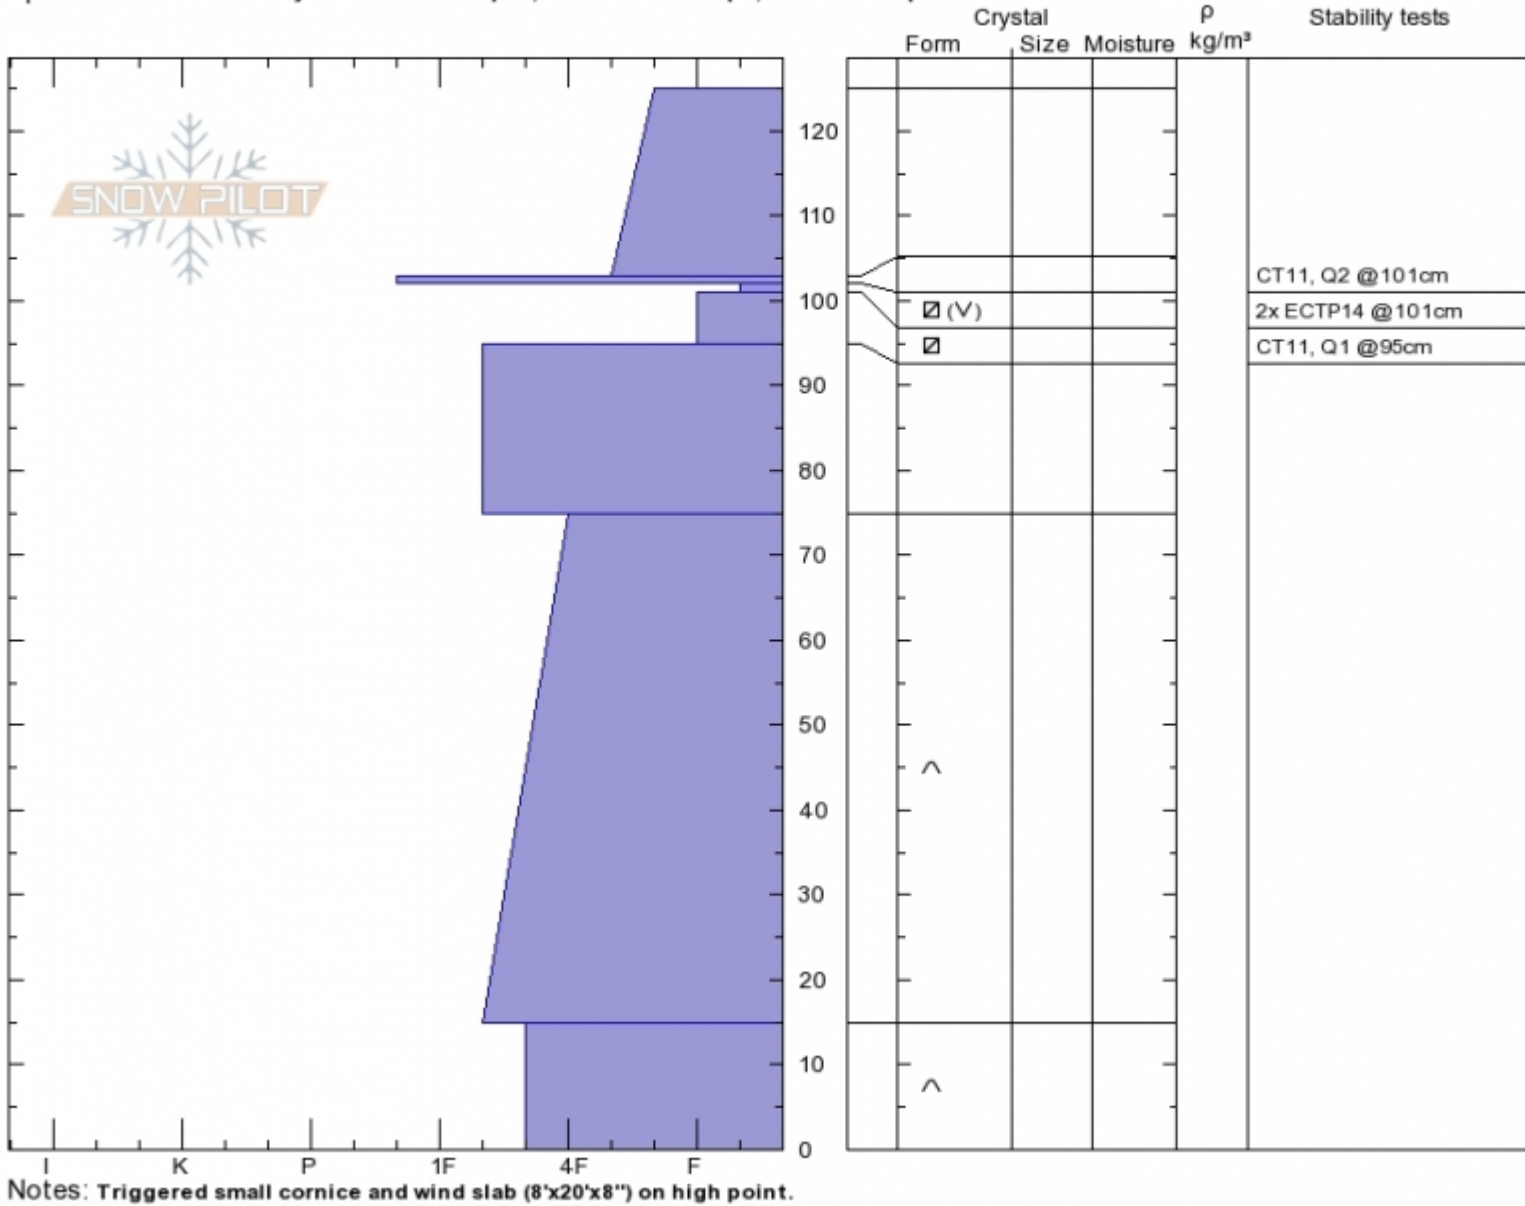 Crystal ρ Stability tests
Form Size Moisture kg/m³
SNOW PILOT
120
110
CT11, Q2 @101cm
100 (V) 2x ECTP14 @101cm
CT11, Q1 @95cm
90
80
70
60
50
40
30
20
10
0
I K P 1F 4F F
Notes: Triggered small cornice and wind slab (8'x20'x8") on high point.